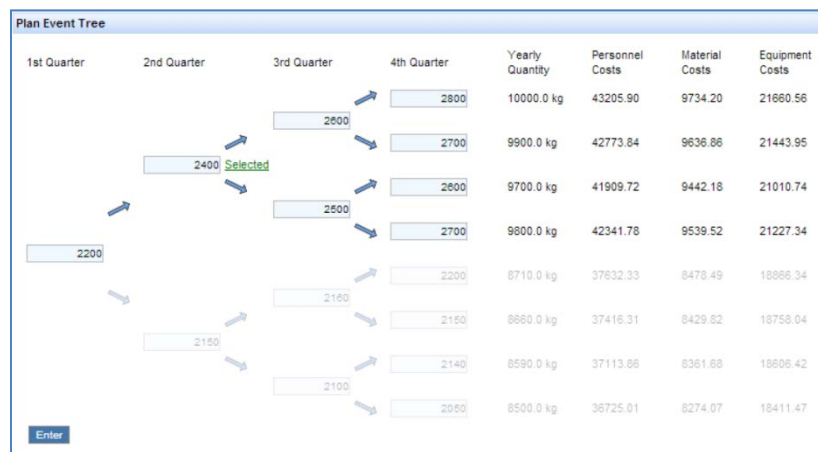 Plan Event Tree
1st Quarter 2nd Quarter 3rd Quarter 4th Quarter Yearly Quantity Personnel Costs Material Costs Equipment Costs
2800 10000.0 kg 43205.90 9734.20 21660.56
2600
2700 9900.0 kg 42773.84 9636.86 21443.95
2400 Selected
2600 9700.0 kg 41909.72 9442.18 21010.74
2500
2700 9800.0 kg 42341.78 9539.52 21227.34
2200
2200 8710.0 kg 37632.33 8478.49 18866.34
2160
2150 8660.0 kg 37416.31 8429.82 18758.04
2150
2140 8590.0 kg 37113.86 8361.68 18606.42
2100
2050 8500.0 kg 36725.01 8274.07 18411.47
Enter